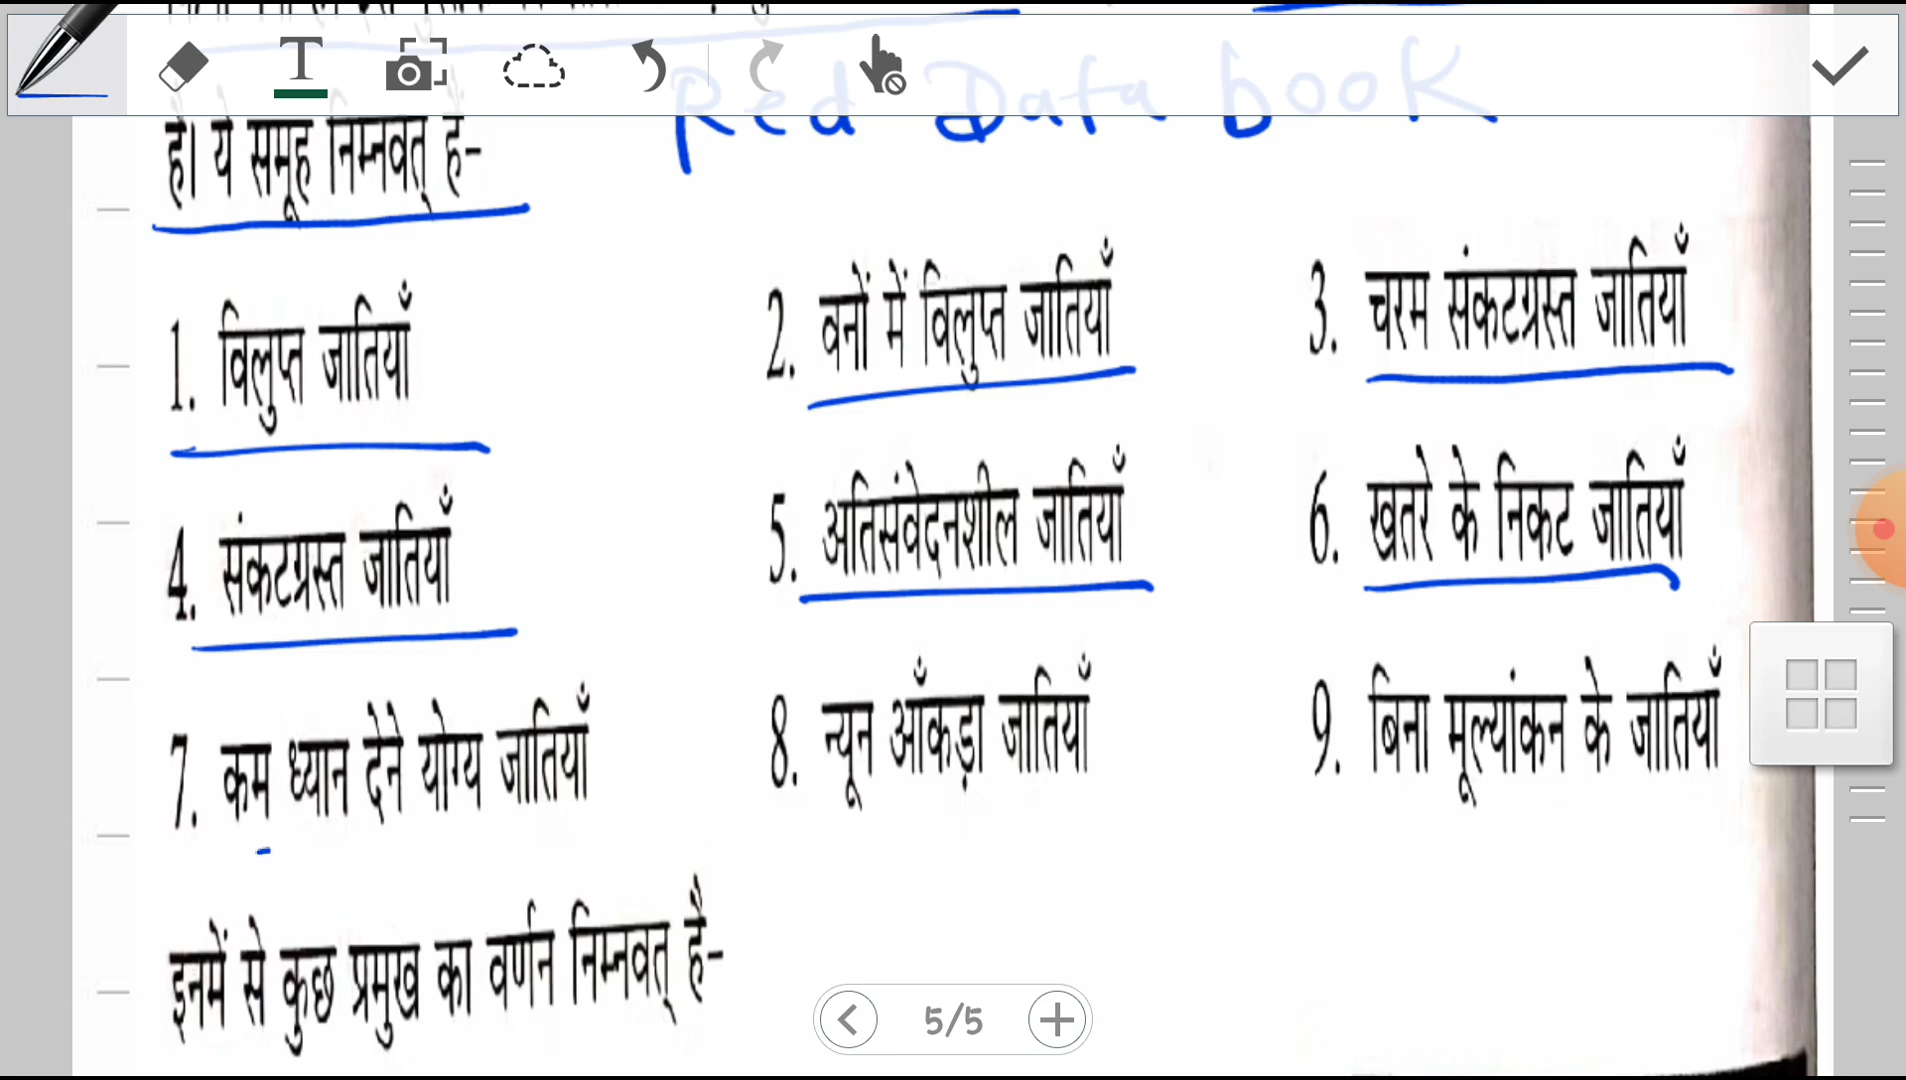 Red Data book
है। ये समूह निम्नवत् है-
1. विलुप्त जातियाँ 2. वनों में विलुप्त जातियाँ 3. चरम संकटग्रस्त जातियाँ
4. संकटग्रस्त जातियाँ 5. अतिसंवेदनशील जातियाँ 6. खतरे के निकट जातियाँ
7. कम ध्यान देने योग्य जातियाँ 8. न्यून आँकड़ा जातियाँ 9. बिना मूल्यांकन के जातियाँ
इनमें से कुछ प्रमुख का वर्णन निम्नवत् है-
5/5